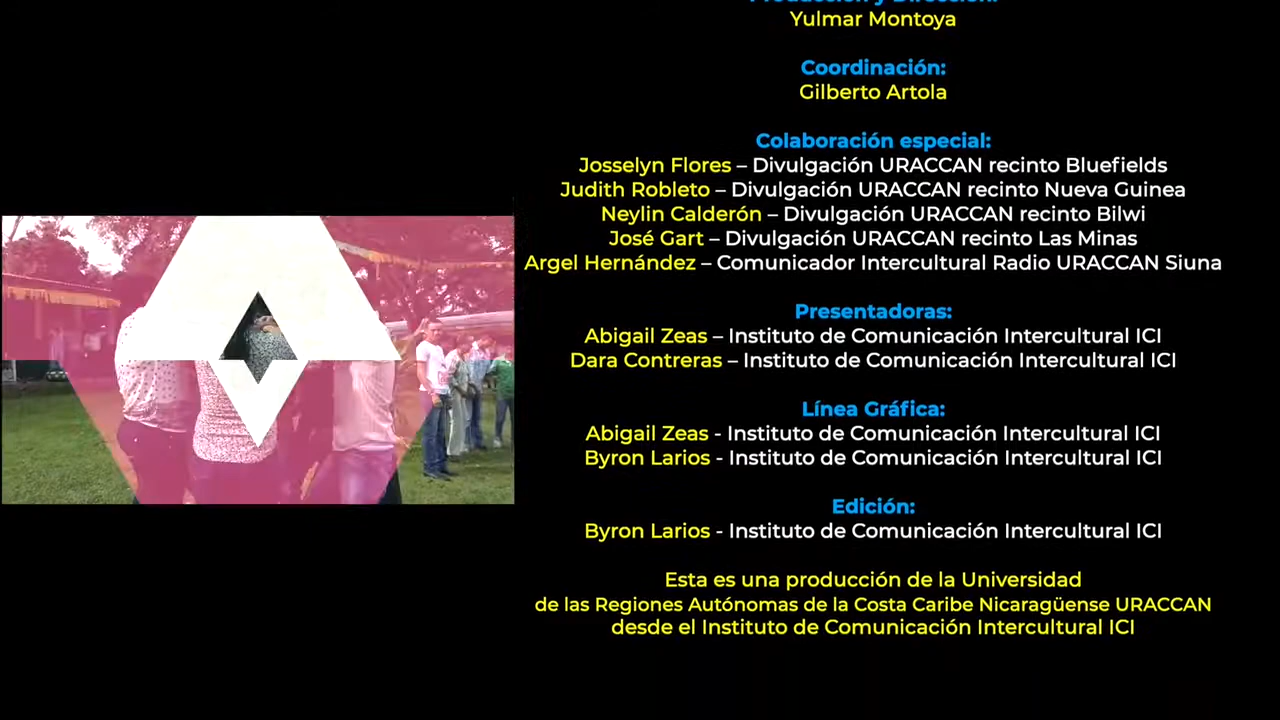 Producción y Dirección:
Yulmar Montoya
Coordinación:
Gilberto Artola
Colaboración especial:
Josselyn Flores – Divulgación URACCAN recinto Bluefields
Judith Robleto – Divulgación URACCAN recinto Nueva Guinea
Neylin Calderón – Divulgación URACCAN recinto Bilwi
José Gart – Divulgación URACCAN recinto Las Minas
Argel Hernández – Comunicador Intercultural Radio URACCAN Siuna
Presentadoras:
Abigail Zeas – Instituto de Comunicación Intercultural ICI
Dara Contreras – Instituto de Comunicación Intercultural ICI
Línea Gráfica:
Abigail Zeas - Instituto de Comunicación Intercultural ICI
Byron Larios - Instituto de Comunicación Intercultural ICI
Edición:
Byron Larios - Instituto de Comunicación Intercultural ICI
Esta es una producción de la Universidad
de las Regiones Autónomas de la Costa Caribe Nicaragüense URACCAN
desde el Instituto de Comunicación Intercultural ICI